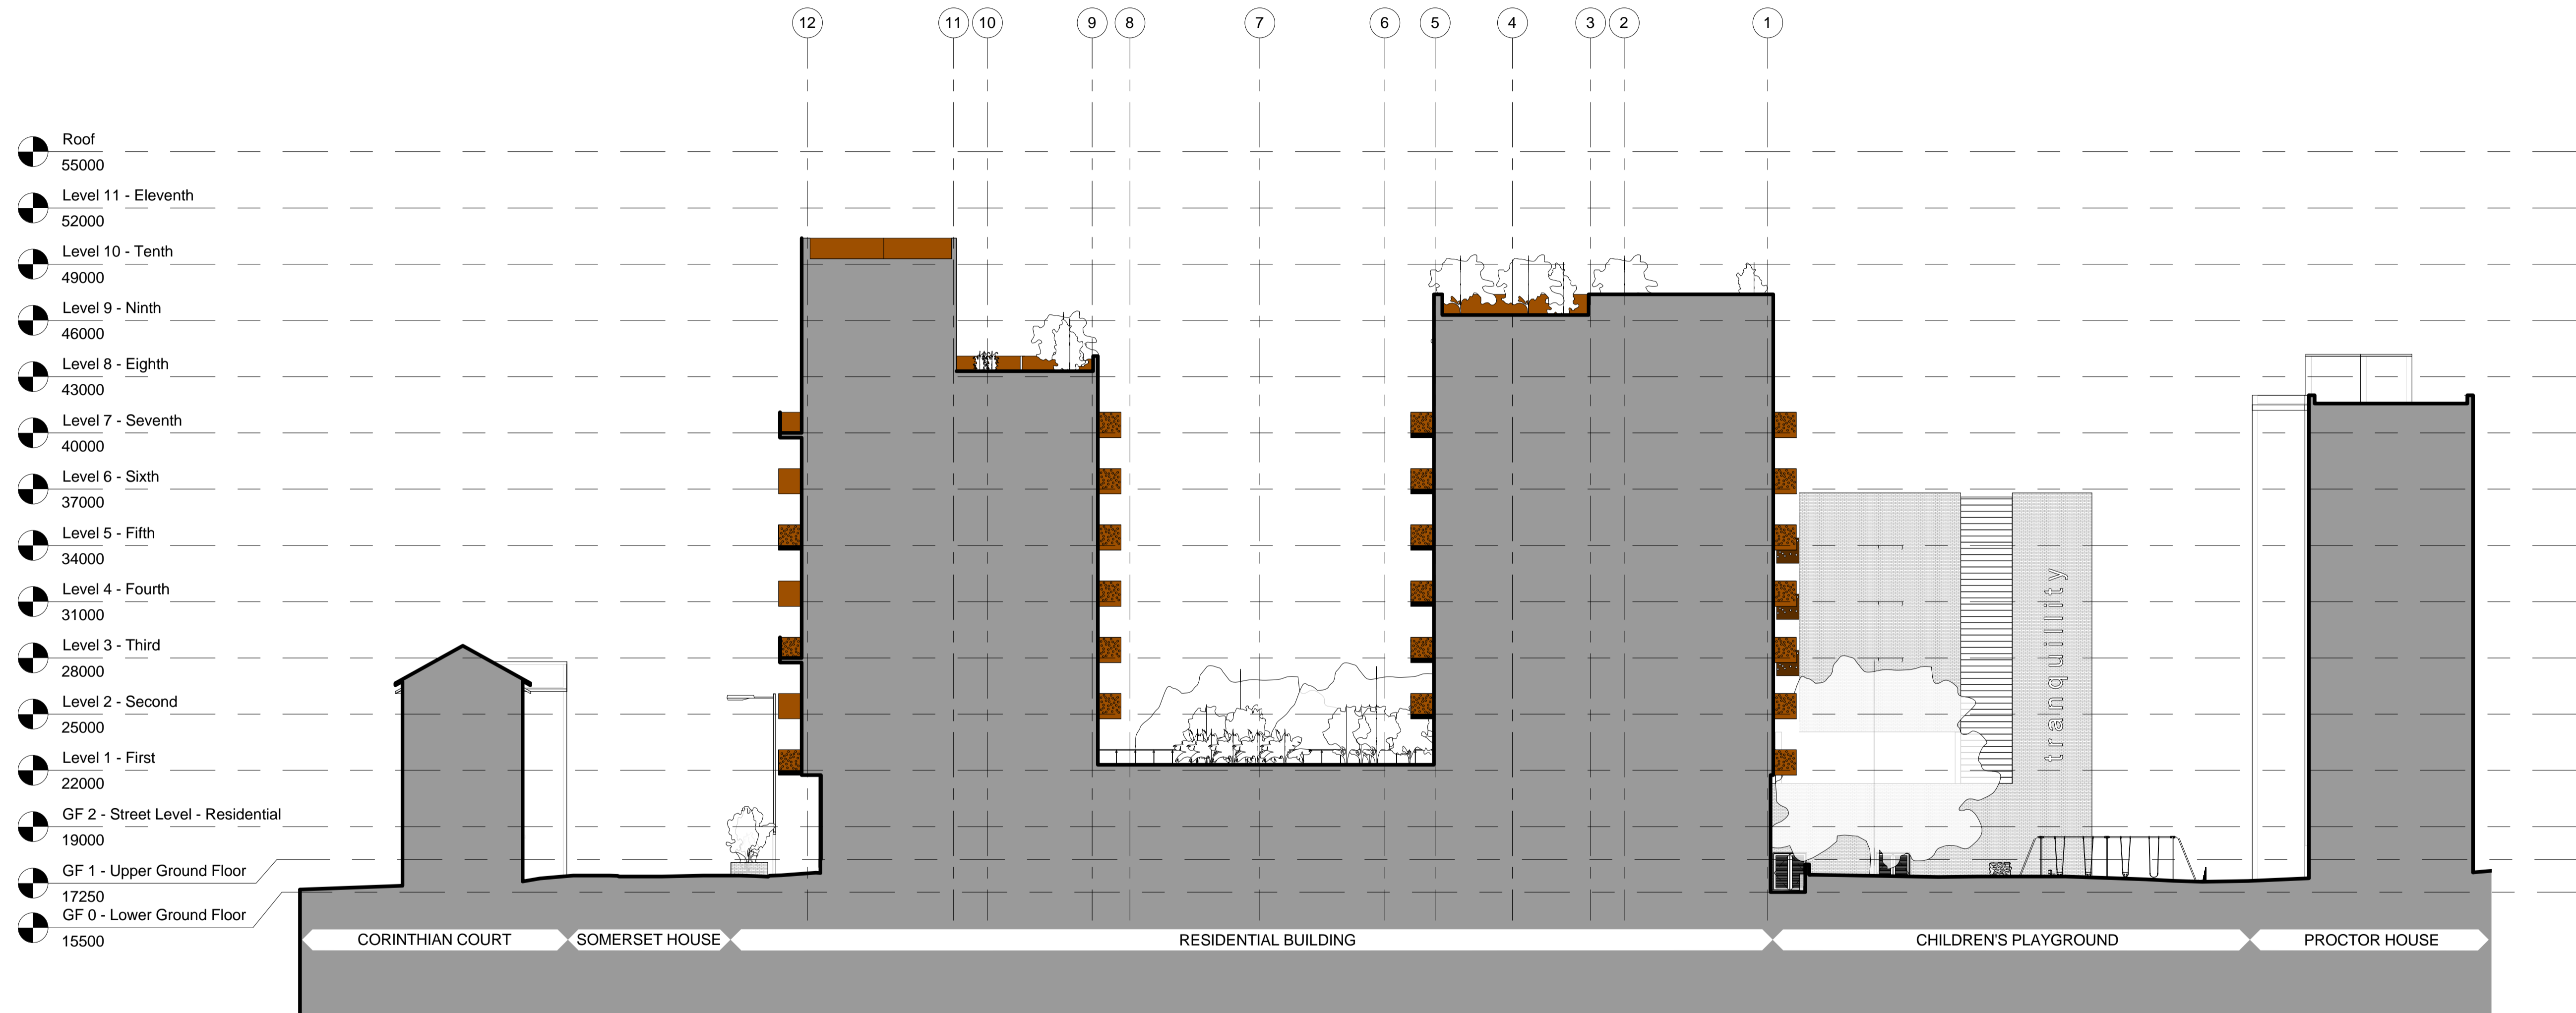 12 11 10 9 8 7 6 5 4 3 2 1
Roof
55000
Level 11 - Eleventh
52000
Level 10 - Tenth
49000
Level 9 - Ninth
46000
Level 8 - Eighth
43000
Level 7 - Seventh
40000
Level 6 - Sixth
37000
Level 5 - Fifth
34000
Level 4 - Fourth
31000
Level 3 - Third
28000
Level 2 - Second
25000
Level 1 - First
22000
GF 2 - Street Level - Residential
19000
GF 1 - Upper Ground Floor
17250
GF 0 - Lower Ground Floor
15500
tranquillity
CORINTHIAN COURT
SOMERSET HOUSE
RESIDENTIAL BUILDING
CHILDREN'S PLAYGROUND
PROCTOR HOUSE